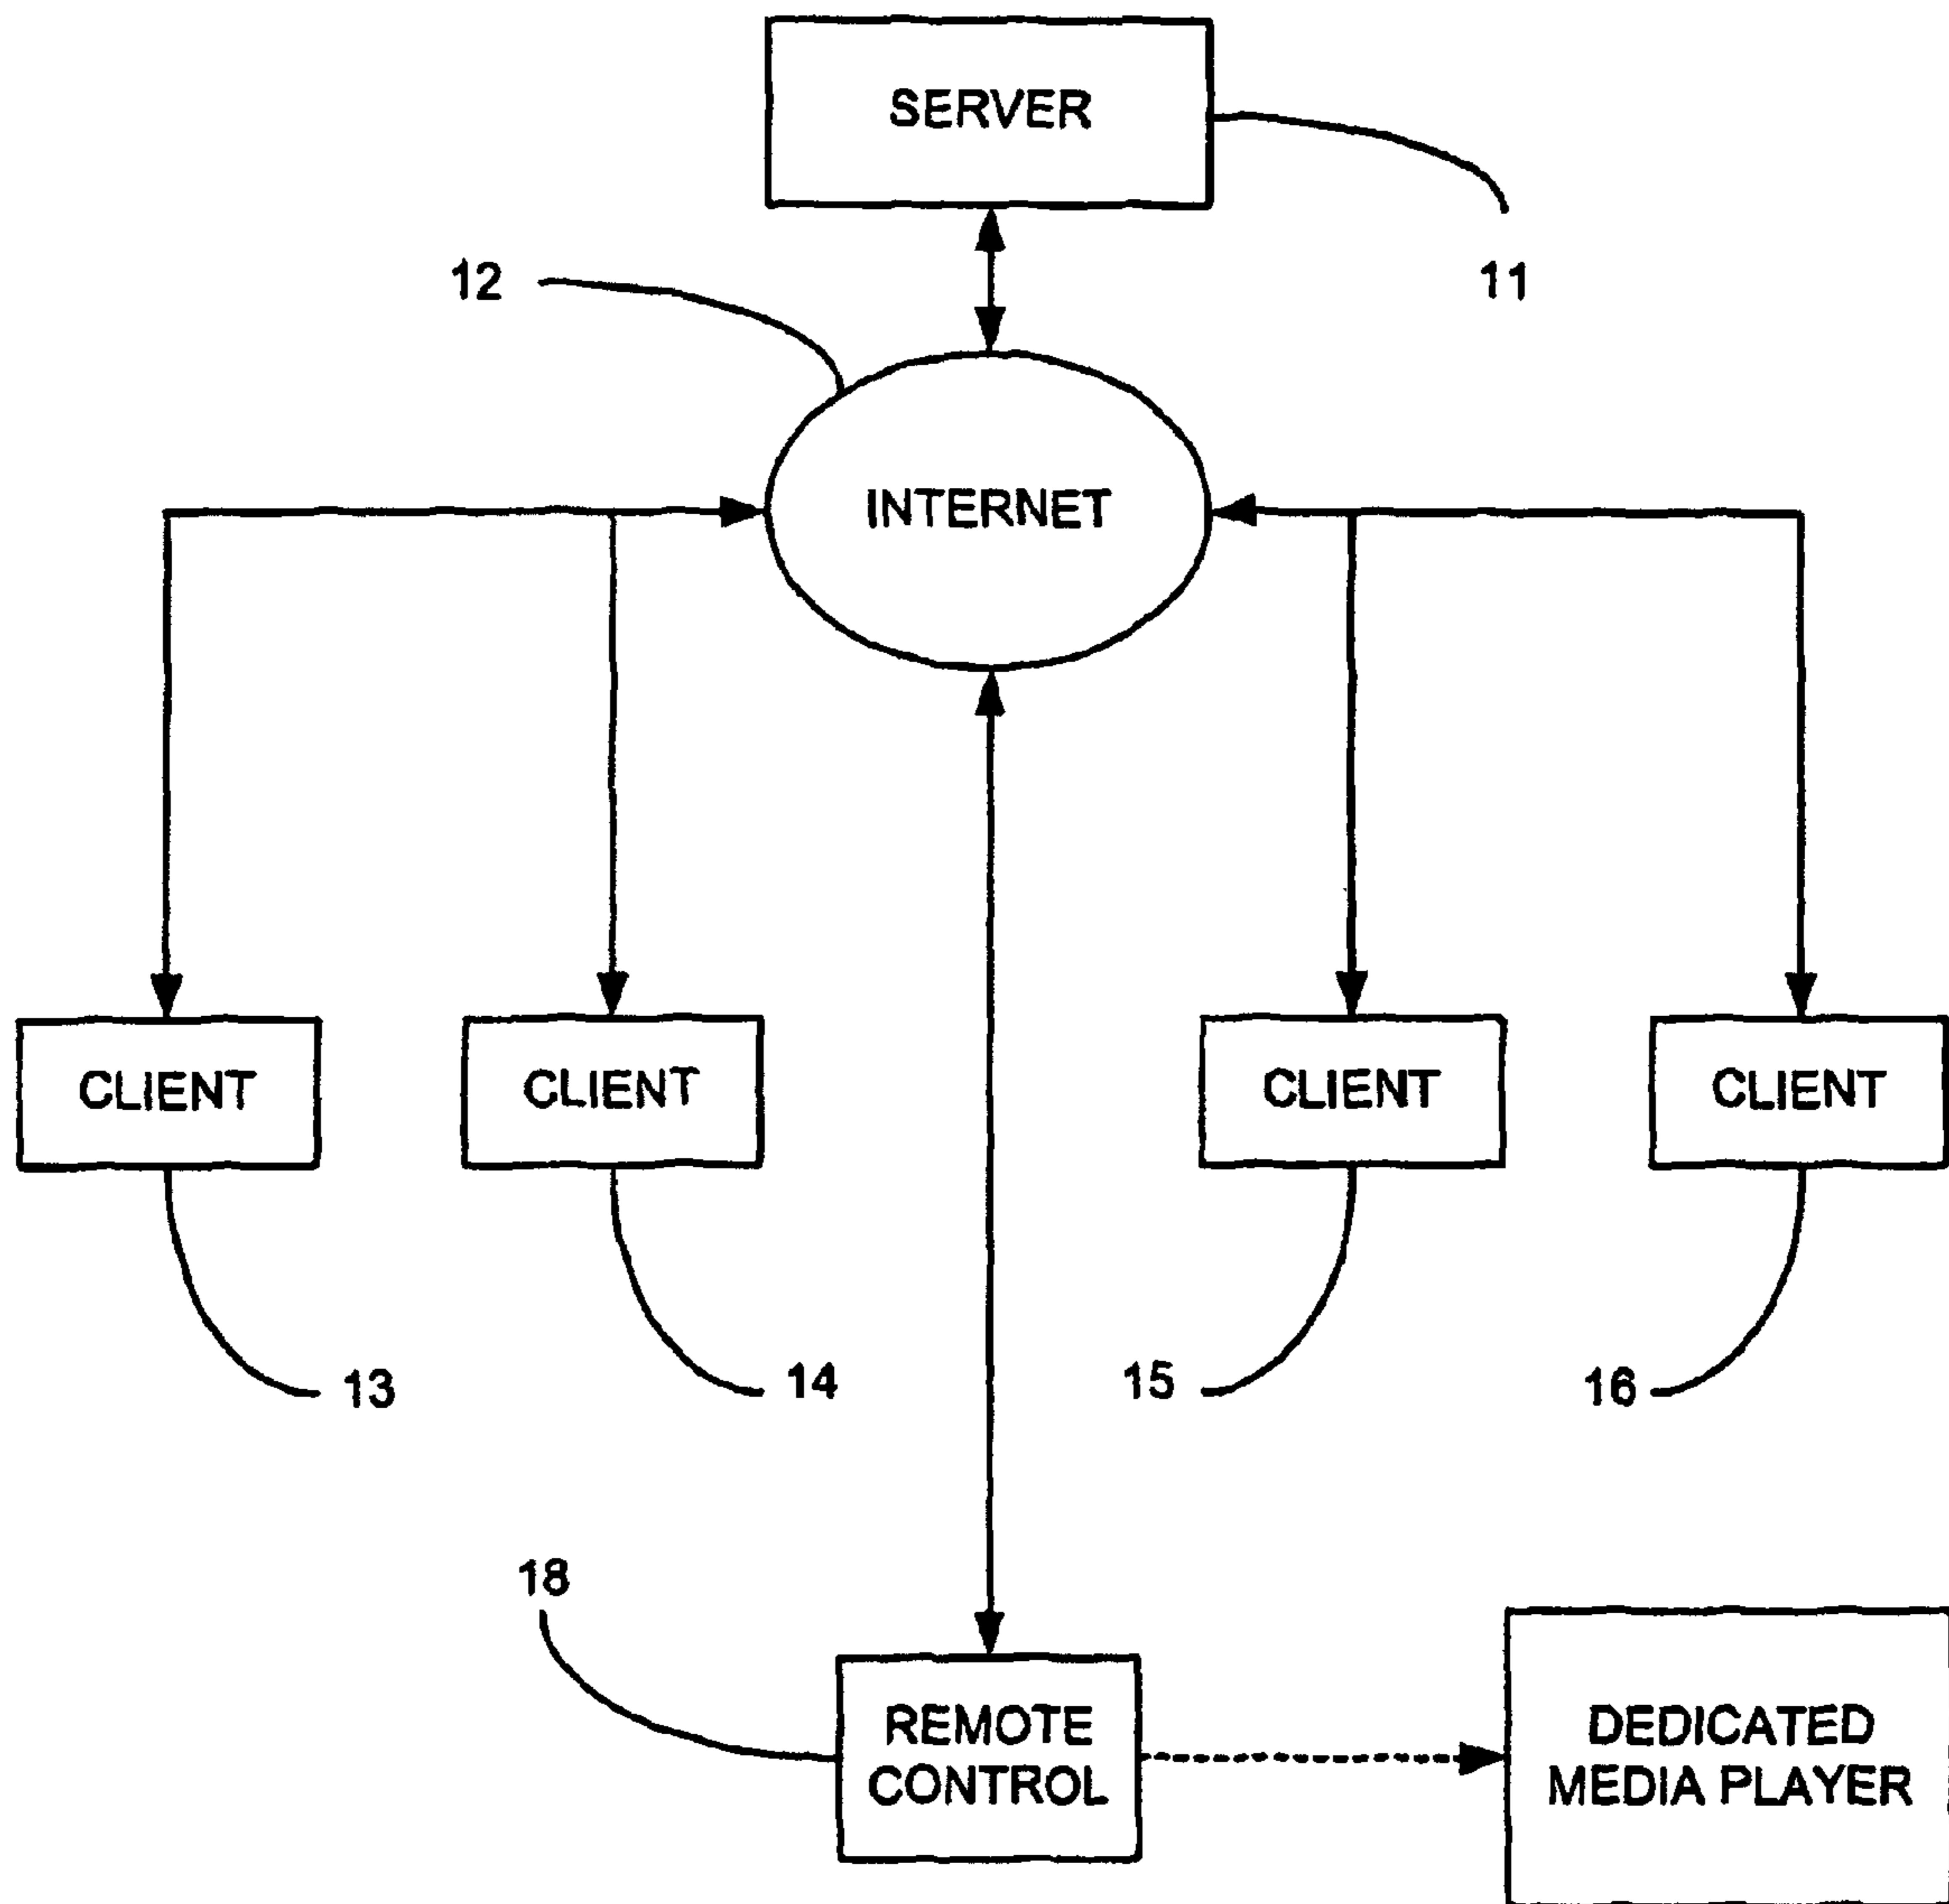 SERVER
12
11
INTERNET
CLIENT
CLIENT
CLIENT
CLIENT
13
14
15
16
18
REMOTE
CONTROL
DEDICATED
MEDIA PLAYER